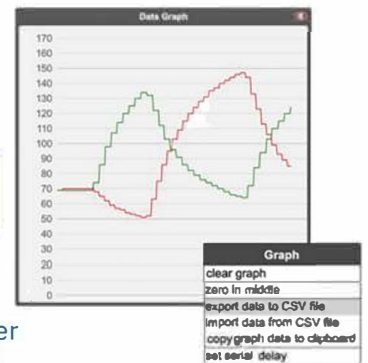 Data Graph
170
160
150
140
130
120
110
100
90
80
70
60
50
40
30
20
10
0
Graph
clear graph
zero in middle
export data to CSV file
import data from CSV file
copy graph data to clipboard
set serial delay
er